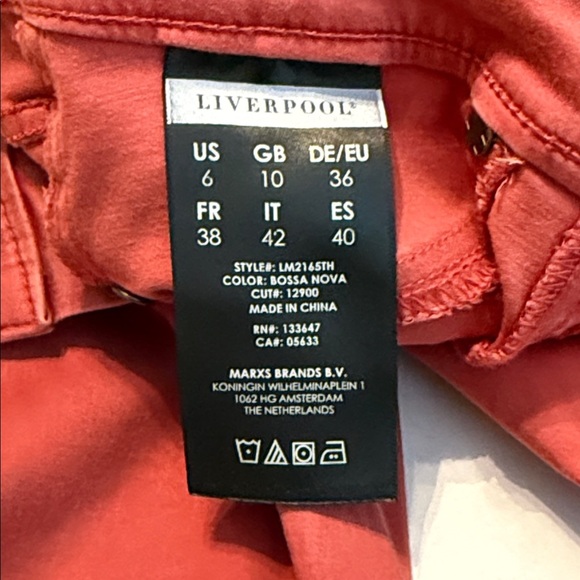 LIVERPOOL®
US GB DE/EU
6 10 36
FR IT ES
38 42 40
STYLE#: LM2165TH
COLOR: BOSSA NOVA
CUT#: 12900
MADE IN CHINA
RN#: 133647
CA#: 05633
MARXS BRANDS B.V.
KONINGIN WILHELMINAPLEIN 1
1062 HG AMSTERDAM
THE NETHERLANDS